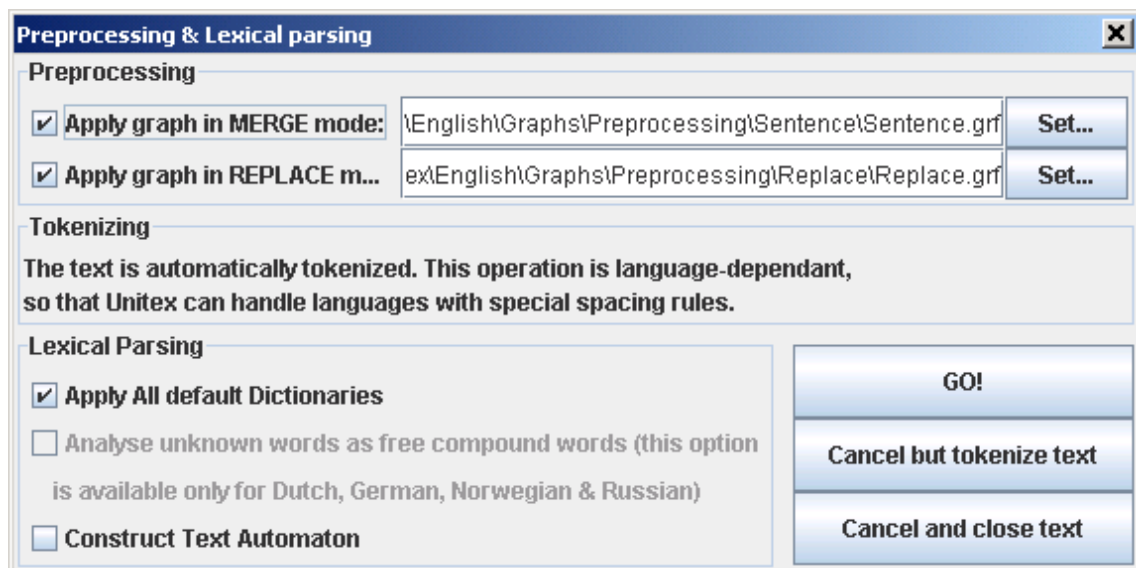 Preprocessing & Lexical parsing
Preprocessing
Apply graph in MERGE mode: \English\Graphs\Preprocessing\Sentence\Sentence.grf Set...
Apply graph in REPLACE m... ex\English\Graphs\Preprocessing\Replace\Replace.grf Set...
Tokenizing
The text is automatically tokenized. This operation is language-dependant,
so that Unitex can handle languages with special spacing rules.
Lexical Parsing
Apply All default Dictionaries
Analyse unknown words as free compound words (this option
is available only for Dutch, German, Norwegian & Russian)
Construct Text Automaton
GO!
Cancel but tokenize text
Cancel and close text